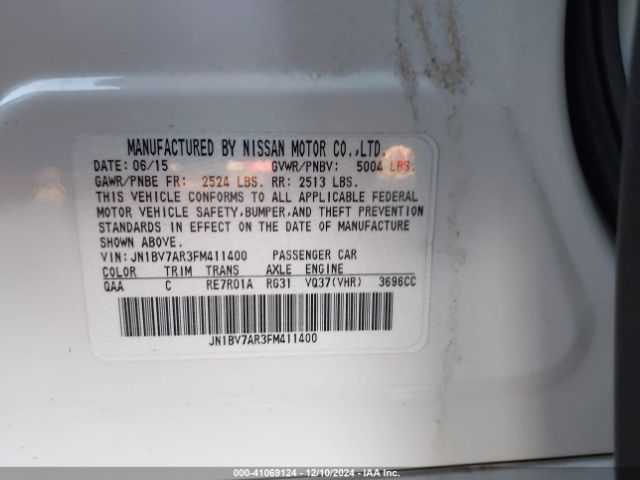 MANUFACTURED BY NISSAN MOTOR CO.,LTD.
DATE: 06/15 GVWR/PNBV: 5004 LBS.
GAWR/PNBE FR: 2524 LBS. RR: 2513 LBS.
THIS VEHICLE CONFORMS TO ALL APPLICABLE FEDERAL
MOTOR VEHICLE SAFETY,BUMPER,AND THEFT PREVENTION
STANDARDS IN EFFECT ON THE DATE OF MANUFACTURE
SHOWN ABOVE.
VIN: JN1BV7AR3FM411400 PASSENGER CAR
COLOR TRIM TRANS AXLE ENGINE
QAA C RE7R01A RG31 VQ37(VHR) 3696CC
JN1BV7AR3FM411400
000-41069124 - 12/10/2024 - IAA Inc.